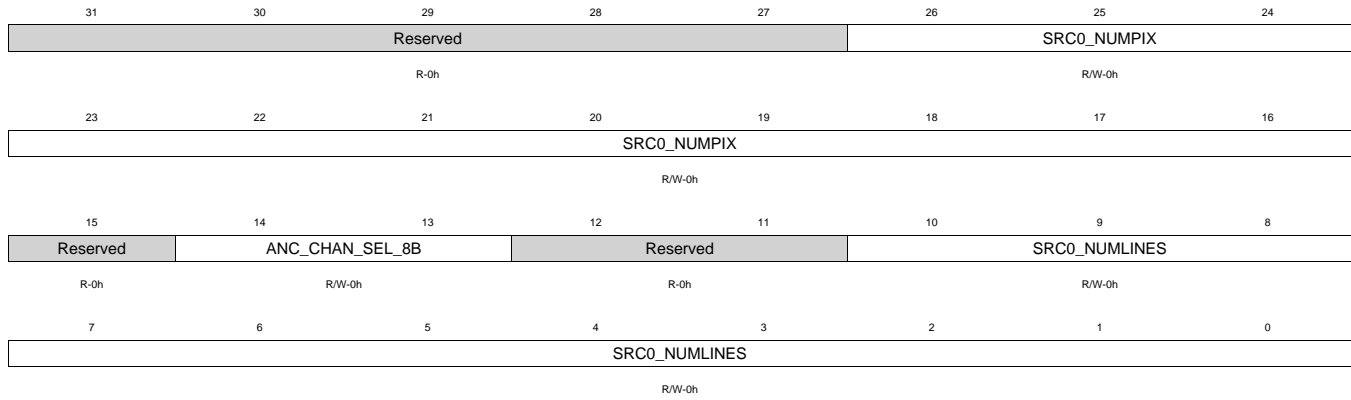 31 30 29 28 27 26 25 24
Reserved SRC0_NUMPIX
R-0h R/W-0h
23 22 21 20 19 18 17 16
SRC0_NUMPIX
R/W-0h
15 14 13 12 11 10 9 8
Reserved ANC_CHAN_SEL_8B Reserved SRC0_NUMLINES
R-0h R/W-0h R-0h R/W-0h
7 6 5 4 3 2 1 0
SRC0_NUMLINES
R/W-0h